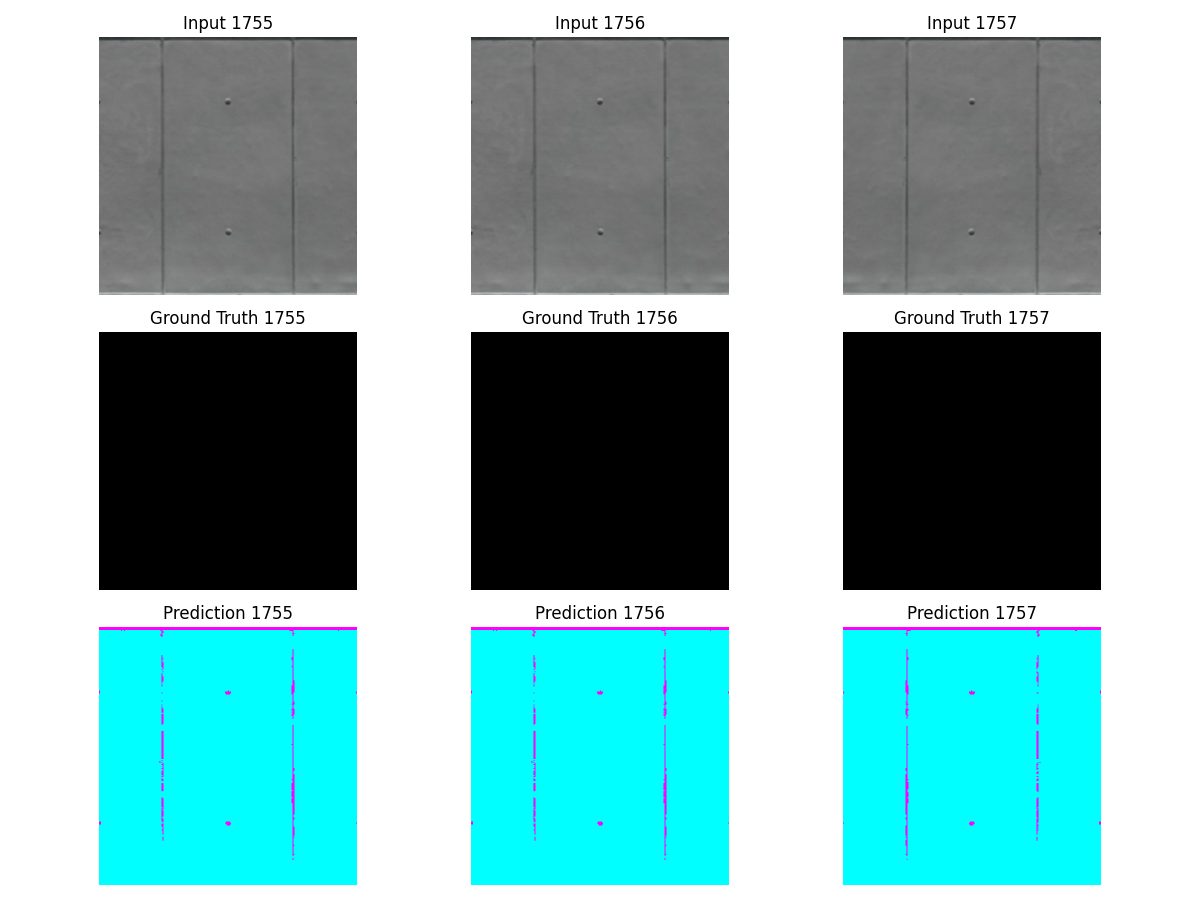 Input 1755
Input 1756
Input 1757
Ground Truth 1755
Ground Truth 1756
Ground Truth 1757
Prediction 1755
Prediction 1756
Prediction 1757